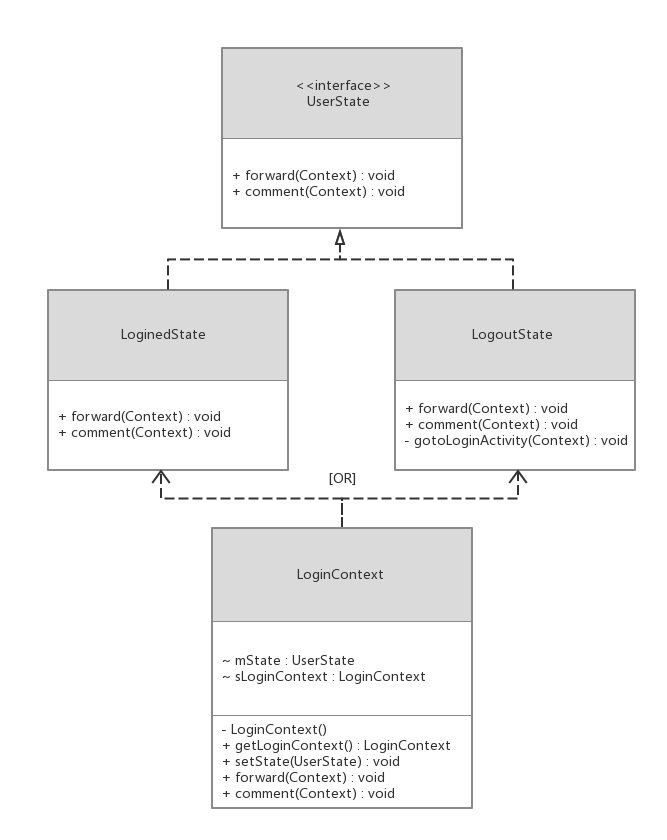 <<interface>>
UserState
+ forward(Context) : void
+ comment(Context) : void
LoginedState
+ forward(Context) : void
+ comment(Context) : void
LogoutState
+ forward(Context) : void
+ comment(Context) : void
- gotoLoginActivity(Context) : void
[OR]
LoginContext
~ mState : UserState
~ sLoginContext : LoginContext
- LoginContext()
+ getLoginContext() : LoginContext
+ setState(UserState) : void
+ forward(Context) : void
+ comment(Context) : void